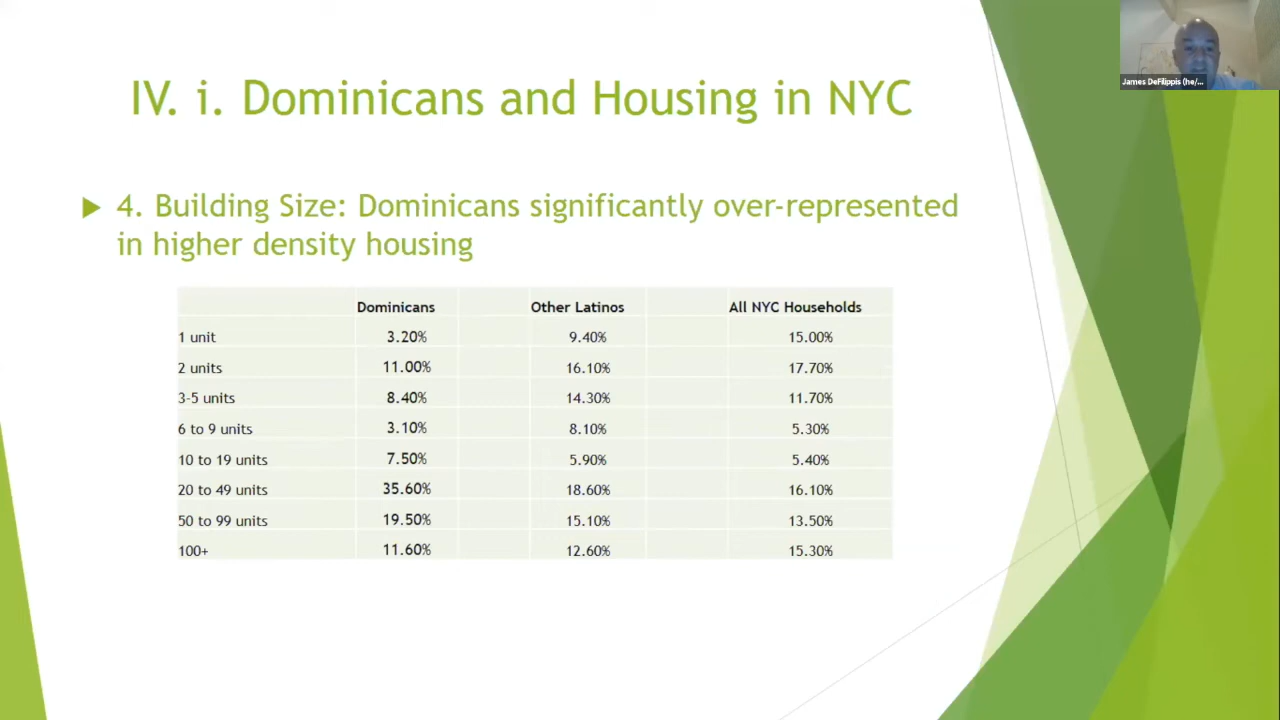 James DeFilippis (he/...
IV. i. Dominicans and Housing in NYC
4. Building Size: Dominicans significantly over-represented
in higher density housing
Dominicans Other Latinos All NYC Households
1 unit 3.20% 9.40% 15.00%
2 units 11.00% 16.10% 17.70%
3-5 units 8.40% 14.30% 11.70%
6 to 9 units 3.10% 8.10% 5.30%
10 to 19 units 7.50% 5.90% 5.40%
20 to 49 units 35.60% 18.60% 16.10%
50 to 99 units 19.50% 15.10% 13.50%
100+ 11.60% 12.60% 15.30%